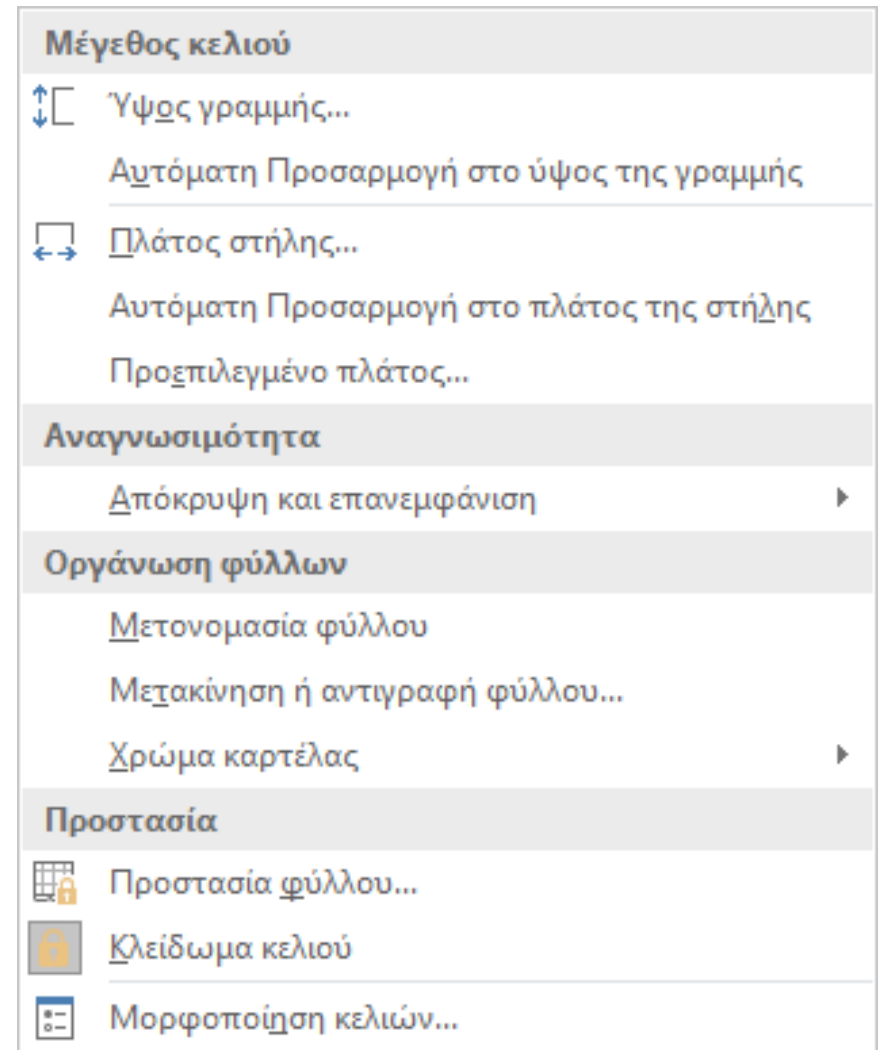 Μέγεθος κελιού
Ύψος γραμμής...
Αυτόματη Προσαρμογή στο ύψος της γραμμής
Πλάτος στήλης...
Αυτόματη Προσαρμογή στο πλάτος της στήλης
Προεπιλεγμένο πλάτος...
Αναγνωσιμότητα
Απόκρυψη και επανεμφάνιση
Οργάνωση φύλλων
Μετονομασία φύλλου
Μετακίνηση ή αντιγραφή φύλλου...
Χρώμα καρτέλας
Προστασία
Προστασία φύλλου...
Κλείδωμα κελιού
Μορφοποίηση κελιών...